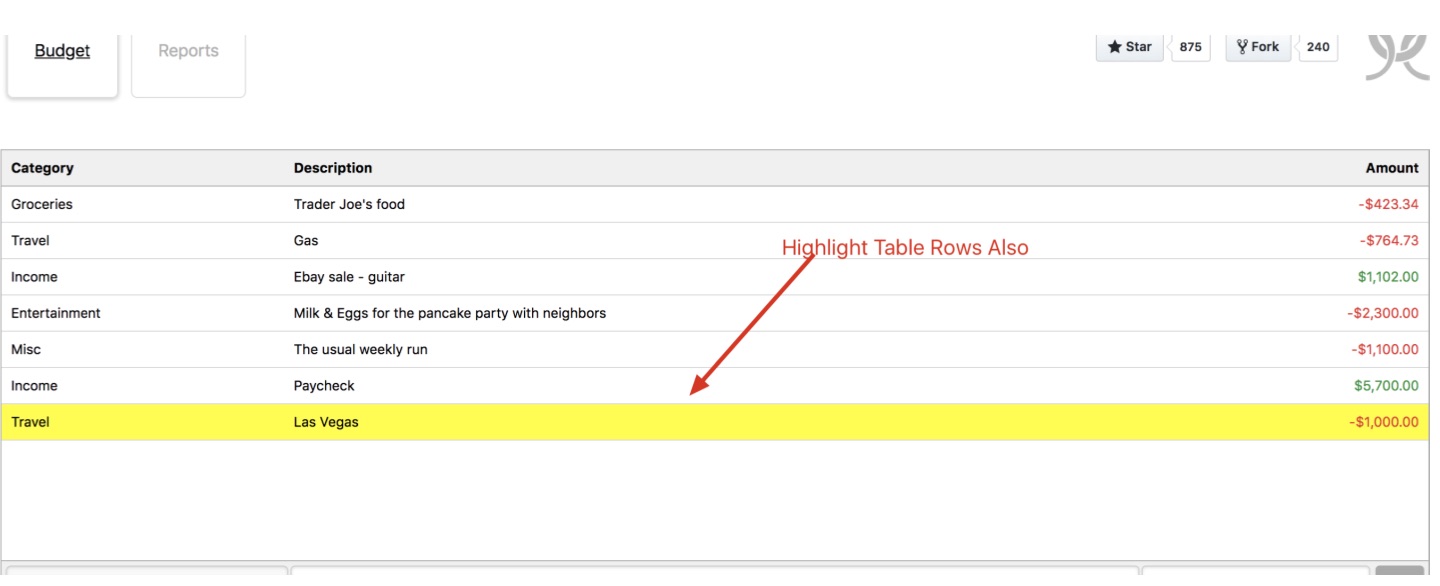 Budget Reports Star 875 Fork 240
Category Description Amount
Groceries Trader Joe's food -$423.34
Travel Gas -$764.73
Highlight Table Rows Also
Income Ebay sale - guitar $1,102.00
Entertainment Milk & Eggs for the pancake party with neighbors -$2,300.00
Misc The usual weekly run -$1,100.00
Income Paycheck $5,700.00
Travel Las Vegas -$1,000.00